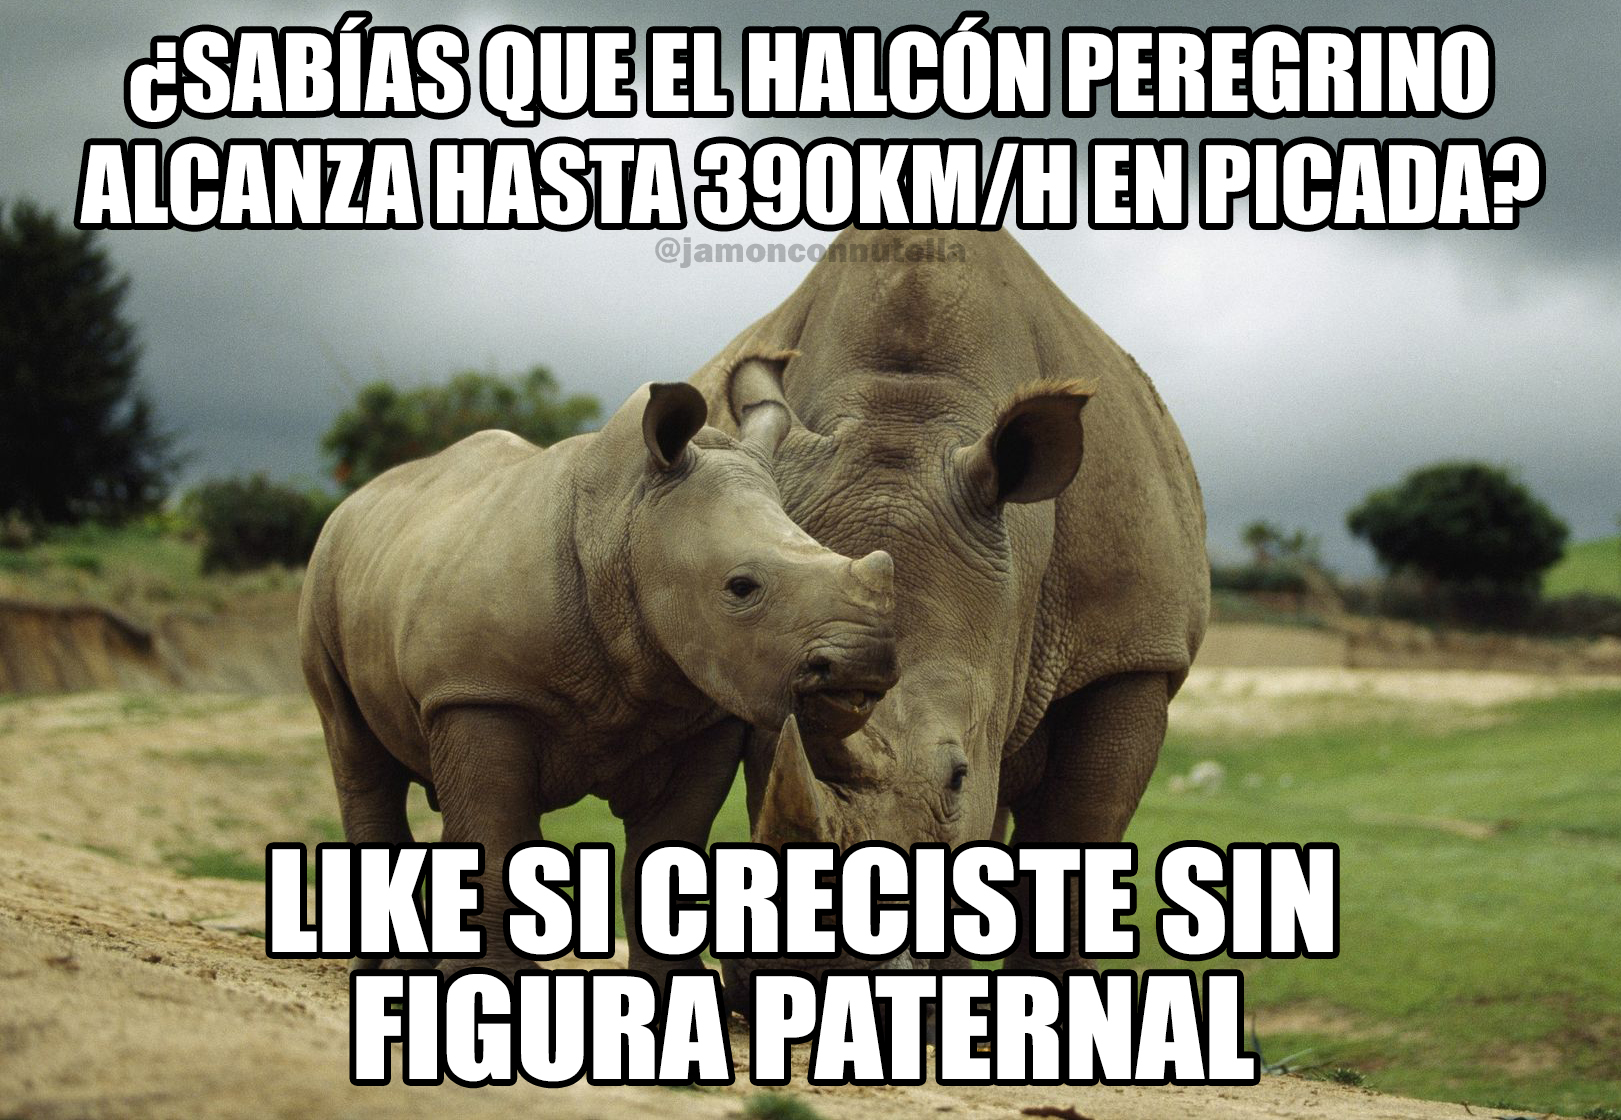 ¿SABÍAS QUE EL HALCÓN PEREGRINO
ALCANZA HASTA 390KM/H EN PICADA?
@jamonconnutella
LIKE SI CRECISTE SIN
FIGURA PATERNAL